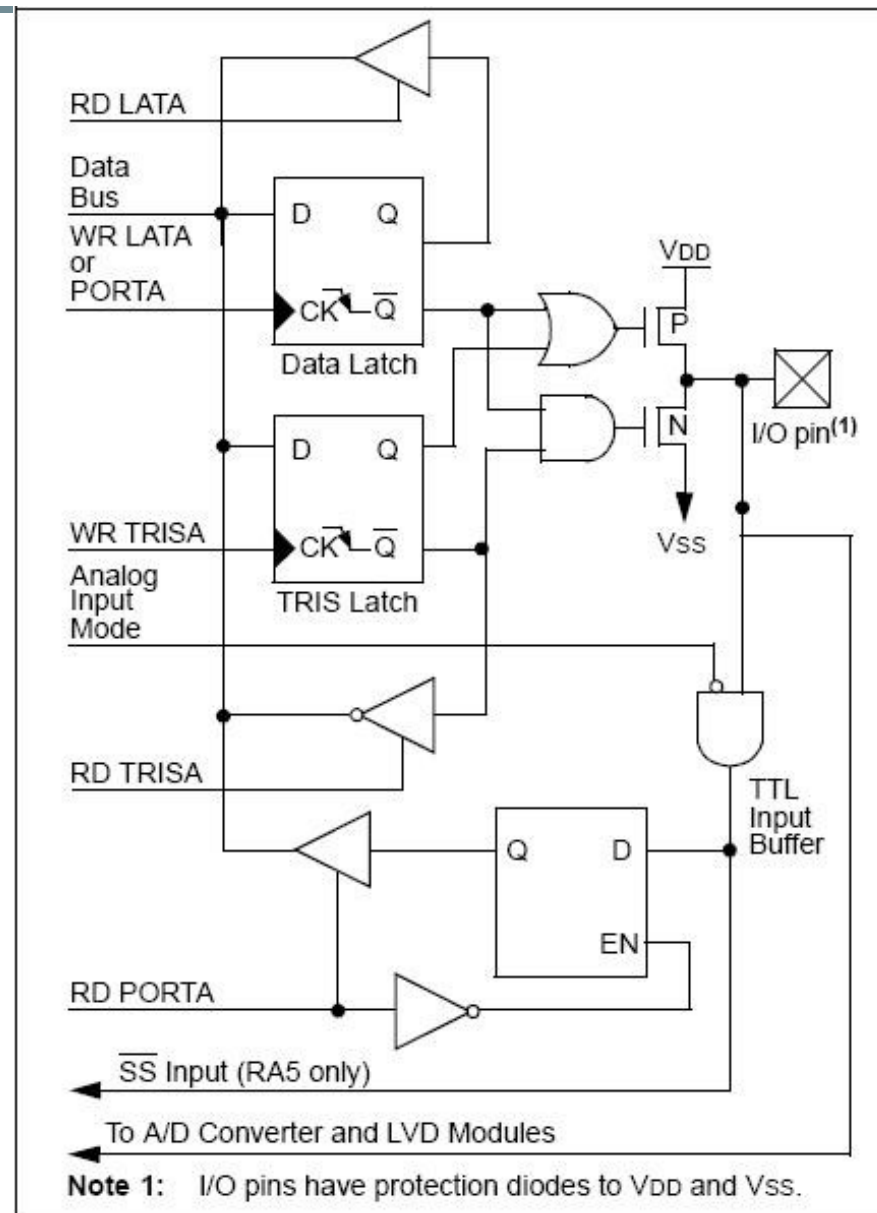 RD LATA
Data
Bus
WR LATA
or
PORTA
D Q
CK Q̅
Data Latch
VDD
P
N
I/O pin(1)
VSS
D Q
CK Q̅
TRIS Latch
WR TRISA
Analog
Input
Mode
RD TRISA
TTL
Input
Buffer
Q D
EN
RD PORTA
S̅S̅ Input (RA5 only)
To A/D Converter and LVD Modules
Note 1: I/O pins have protection diodes to VDD and VSS.